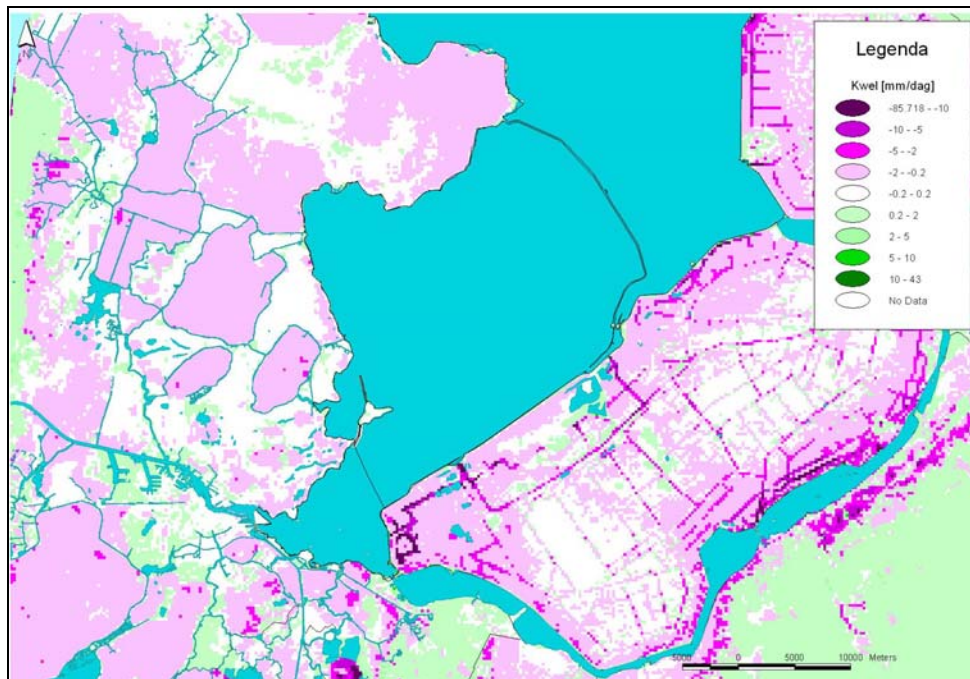 N
Legenda
Kwel [mm/dag]
-85.718 - -10
-10 - -5
-5 - -2
-2 - -0.2
-0.2 - 0.2
0.2 - 2
2 - 5
5 - 10
10 - 43
No Data
-5000 0 5000 10000 Meters